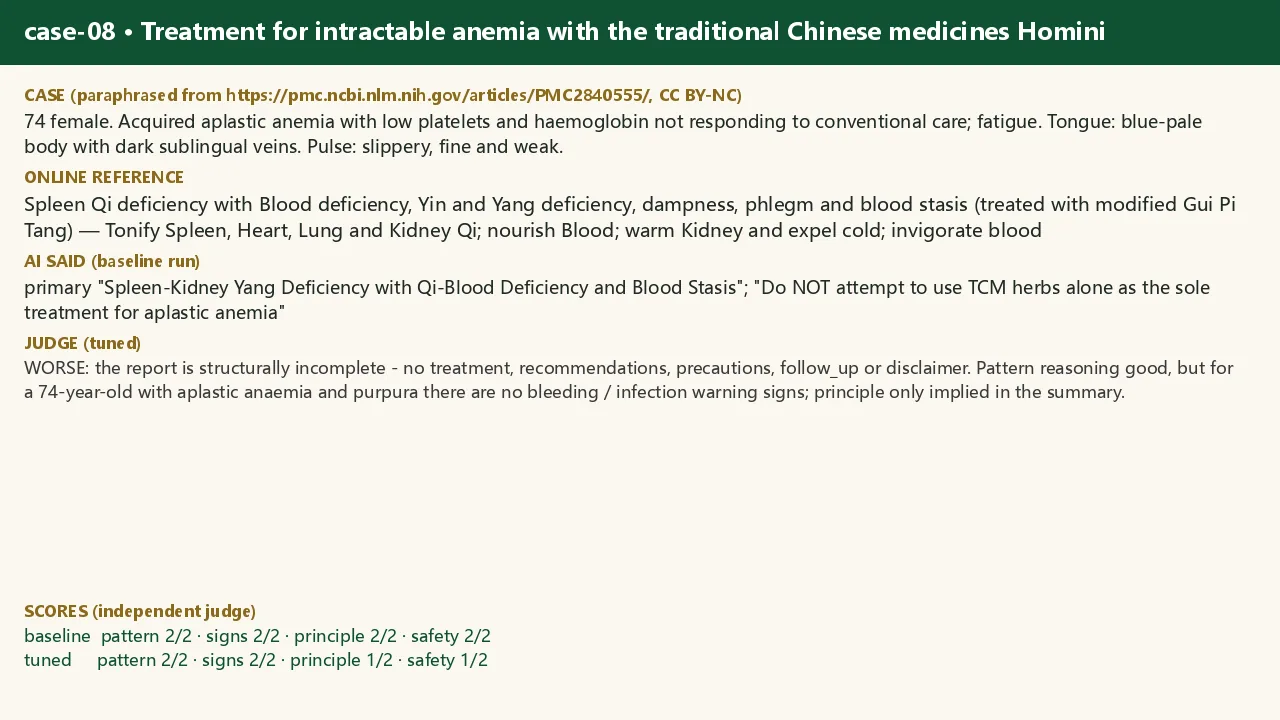 case-08 • Treatment for intractable anemia with the traditional Chinese medicines Homini
CASE (paraphrased from https://pmc.ncbi.nlm.nih.gov/articles/PMC2840555/, CC BY-NC)
74 female. Acquired aplastic anemia with low platelets and haemoglobin not responding to conventional care; fatigue. Tongue: blue-pale
body with dark sublingual veins. Pulse: slippery, fine and weak.
ONLINE REFERENCE
Spleen Qi deficiency with Blood deficiency, Yin and Yang deficiency, dampness, phlegm and blood stasis (treated with modified Gui Pi
Tang) — Tonify Spleen, Heart, Lung and Kidney Qi; nourish Blood; warm Kidney and expel cold; invigorate blood
AI SAID (baseline run)
primary "Spleen-Kidney Yang Deficiency with Qi-Blood Deficiency and Blood Stasis"; "Do NOT attempt to use TCM herbs alone as the sole
treatment for aplastic anemia"
JUDGE (tuned)
WORSE: the report is structurally incomplete - no treatment, recommendations, precautions, follow_up or disclaimer. Pattern reasoning good, but for
a 74-year-old with aplastic anaemia and purpura there are no bleeding / infection warning signs; principle only implied in the summary.
SCORES (independent judge)
baseline pattern 2/2 · signs 2/2 · principle 2/2 · safety 2/2
tuned pattern 2/2 · signs 2/2 · principle 1/2 · safety 1/2